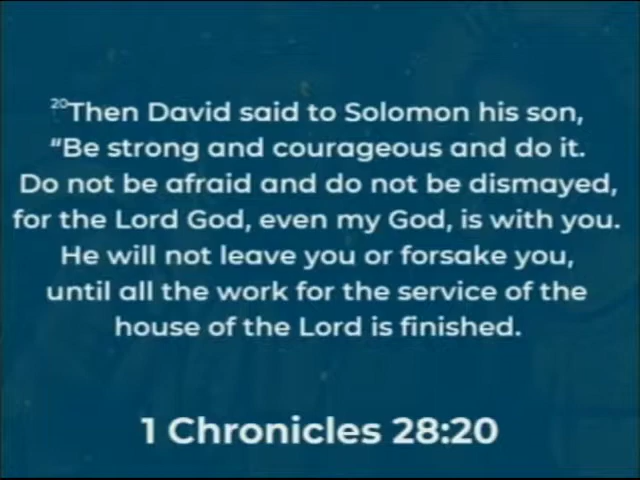 20Then David said to Solomon his son,
“Be strong and courageous and do it.
Do not be afraid and do not be dismayed,
for the Lord God, even my God, is with you.
He will not leave you or forsake you,
until all the work for the service of the
house of the Lord is finished.
1 Chronicles 28:20